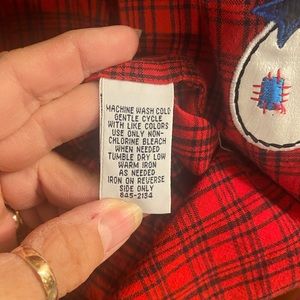 MACHINE WASH COLD
GENTLE CYCLE
WITH LIKE COLORS
USE ONLY NON-
CHLORINE BLEACH
WHEN NEEDED
TUMBLE DRY LOW
WARM IRON
AS NEEDED
IRON ON REVERSE
SIDE ONLY
845-2134